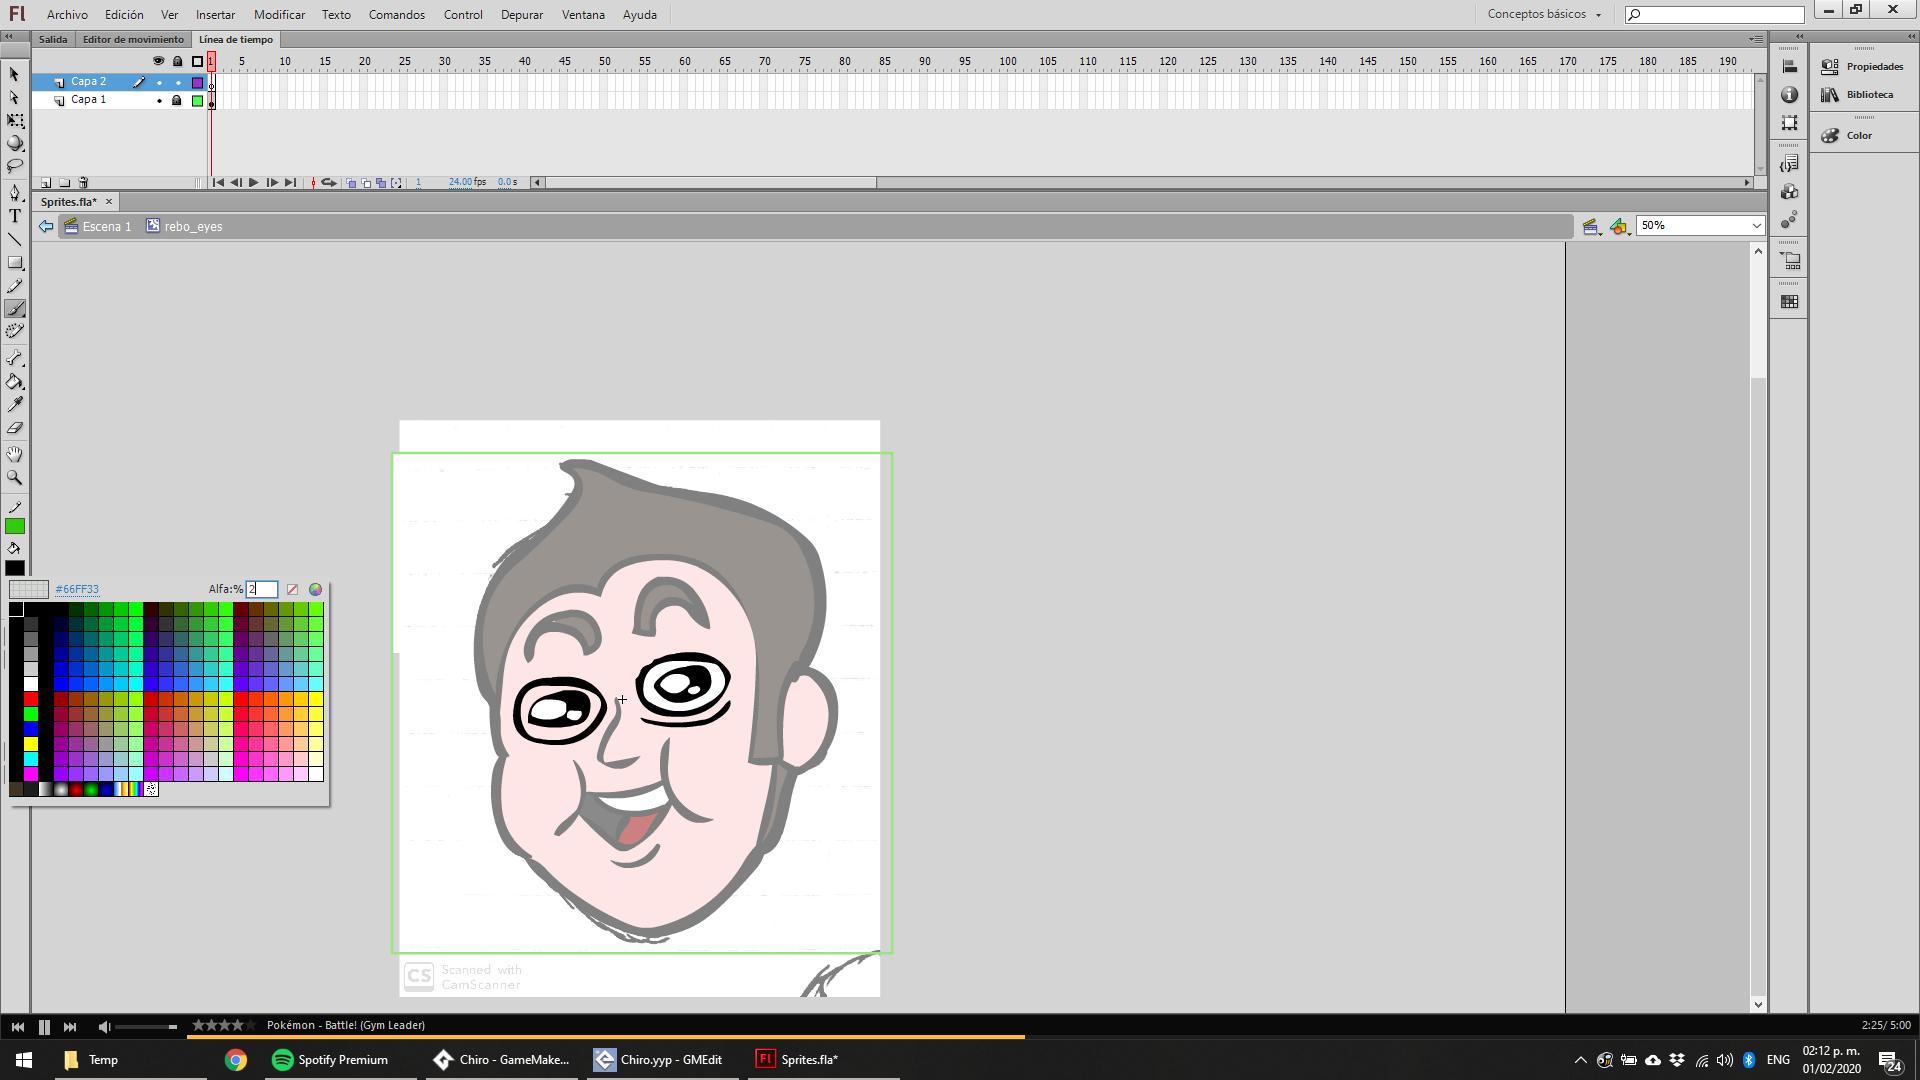 Fl Archivo Edición Ver Insertar Modificar Texto Comandos Control Depurar Ventana Ayuda Conceptos básicos
Salida Editor de movimiento Línea de tiempo
1 5 10 15 20 25 30 35 40 45 50 55 60 65 70 75 80 85 90 95 100 105 110 115 120 125 130 135 140 145 150 155 160 165 170 175 180 185 190
Propiedades
Capa 2
Biblioteca
Capa 1
Color
1 24.00 fps 0.0 s
Sprites.fla*
Escena 1 rebo_eyes 50%
#66FF33 Alfa:% 2
CS Scanned with
CamScanner
Pokémon - Battle! (Gym Leader) 2:25/ 5:00
Temp Spotify Premium Chiro - GameMake... Chiro.yyp - GMEdit Fl Sprites.fla* ENG 02:12 p. m.
01/02/2020 24